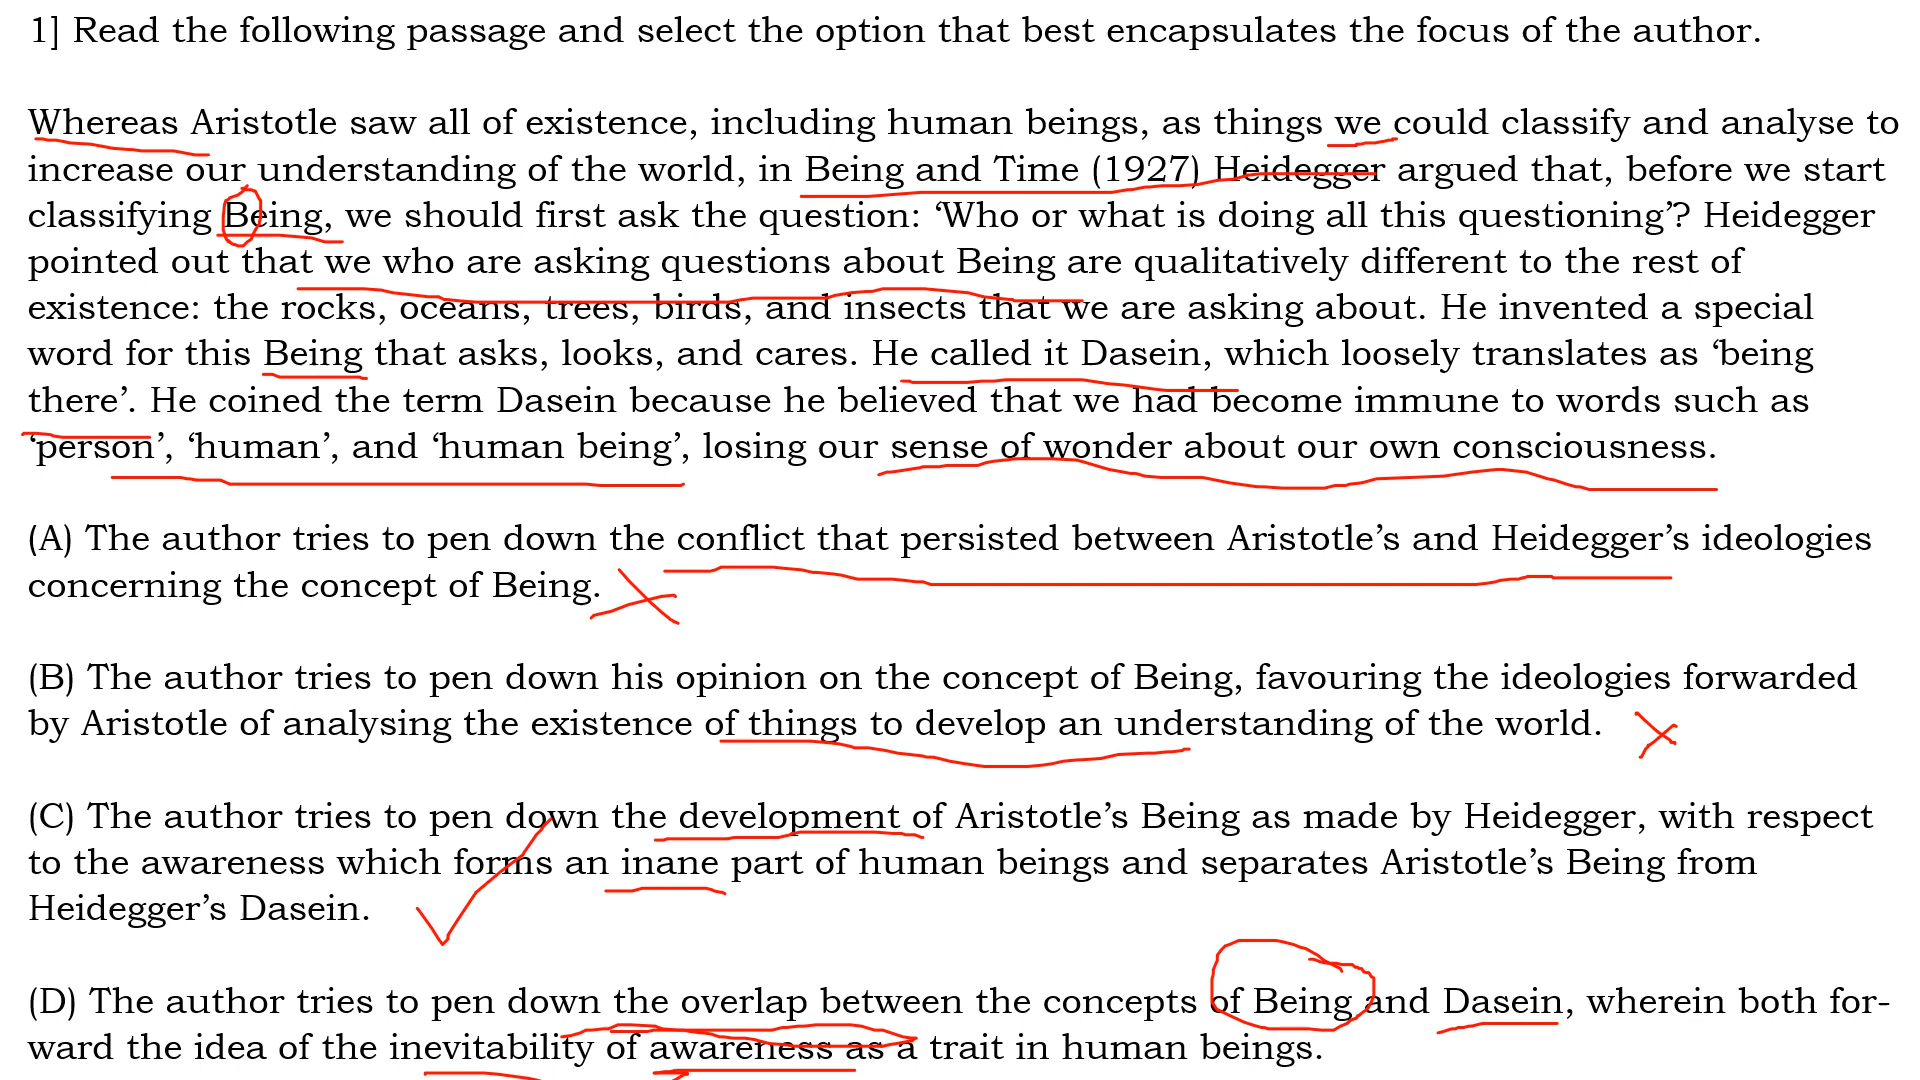 1] Read the following passage and select the option that best encapsulates the focus of the author.
Whereas Aristotle saw all of existence, including human beings, as things we could classify and analyse to
increase our understanding of the world, in Being and Time (1927) Heidegger argued that, before we start
classifying Being, we should first ask the question: ‘Who or what is doing all this questioning’? Heidegger
pointed out that we who are asking questions about Being are qualitatively different to the rest of
existence: the rocks, oceans, trees, birds, and insects that we are asking about. He invented a special
word for this Being that asks, looks, and cares. He called it Dasein, which loosely translates as ‘being
there’. He coined the term Dasein because he believed that we had become immune to words such as
‘person’, ‘human’, and ‘human being’, losing our sense of wonder about our own consciousness.
(A) The author tries to pen down the conflict that persisted between Aristotle’s and Heidegger’s ideologies
concerning the concept of Being.
(B) The author tries to pen down his opinion on the concept of Being, favouring the ideologies forwarded
by Aristotle of analysing the existence of things to develop an understanding of the world.
(C) The author tries to pen down the development of Aristotle’s Being as made by Heidegger, with respect
to the awareness which forms an inane part of human beings and separates Aristotle’s Being from
Heidegger’s Dasein.
(D) The author tries to pen down the overlap between the concepts of Being and Dasein, wherein both for-
ward the idea of the inevitability of awareness as a trait in human beings.